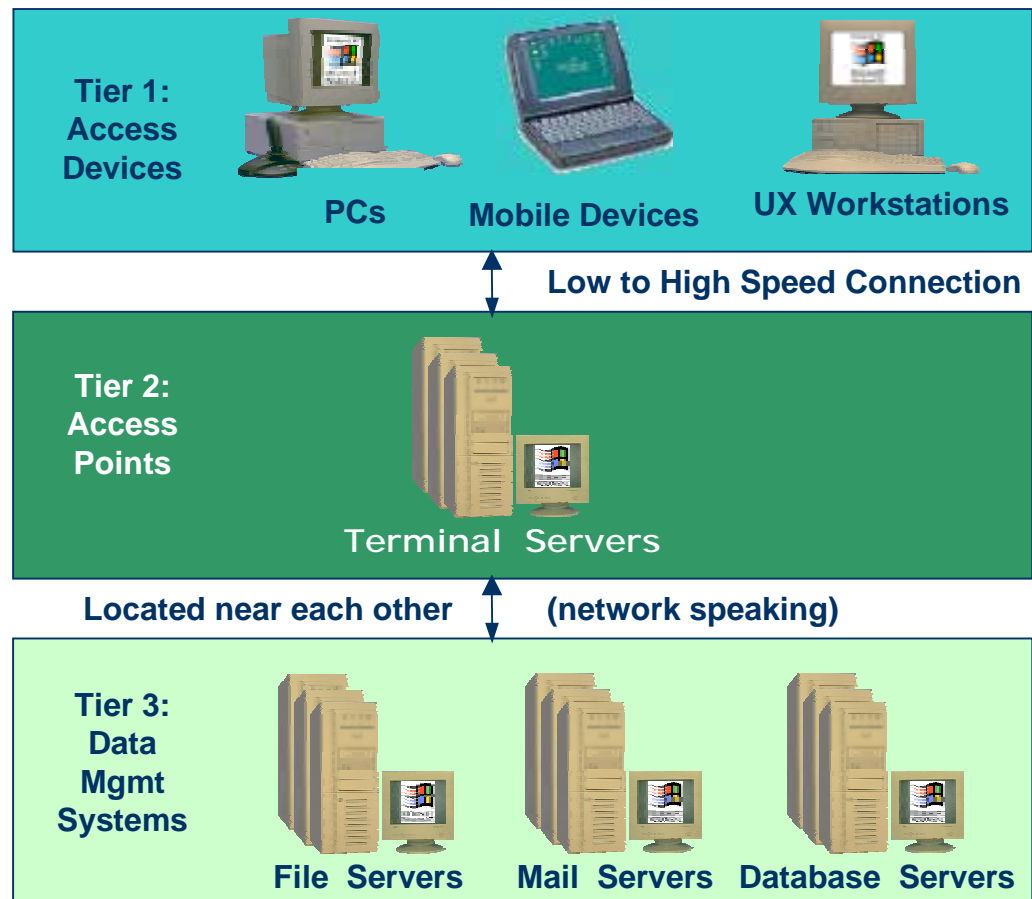 Tier 1:
Access
Devices
PCs
Mobile Devices
UX Workstations
Low to High Speed Connection
Tier 2:
Access
Points
Terminal Servers
Located near each other (network speaking)
Tier 3:
Data
Mgmt
Systems
File Servers
Mail Servers
Database Servers